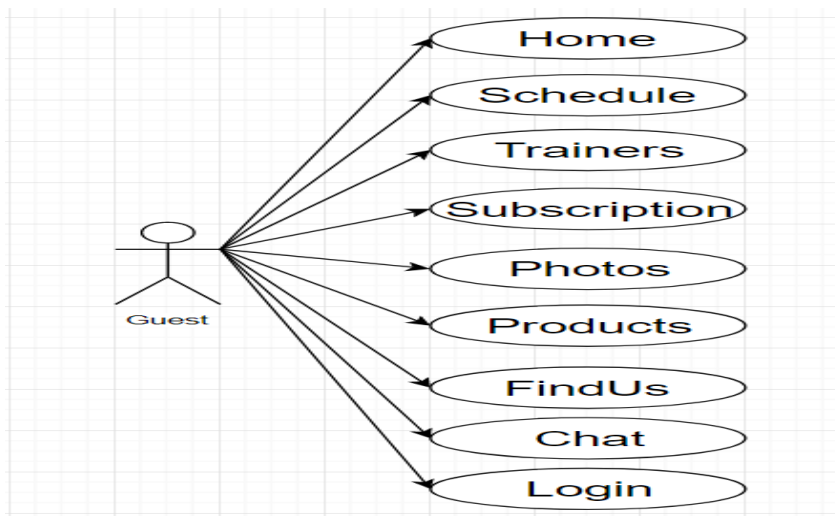 Home
Schedule
Trainers
Subscription
Photos
Guest
Products
FindUs
Chat
Login